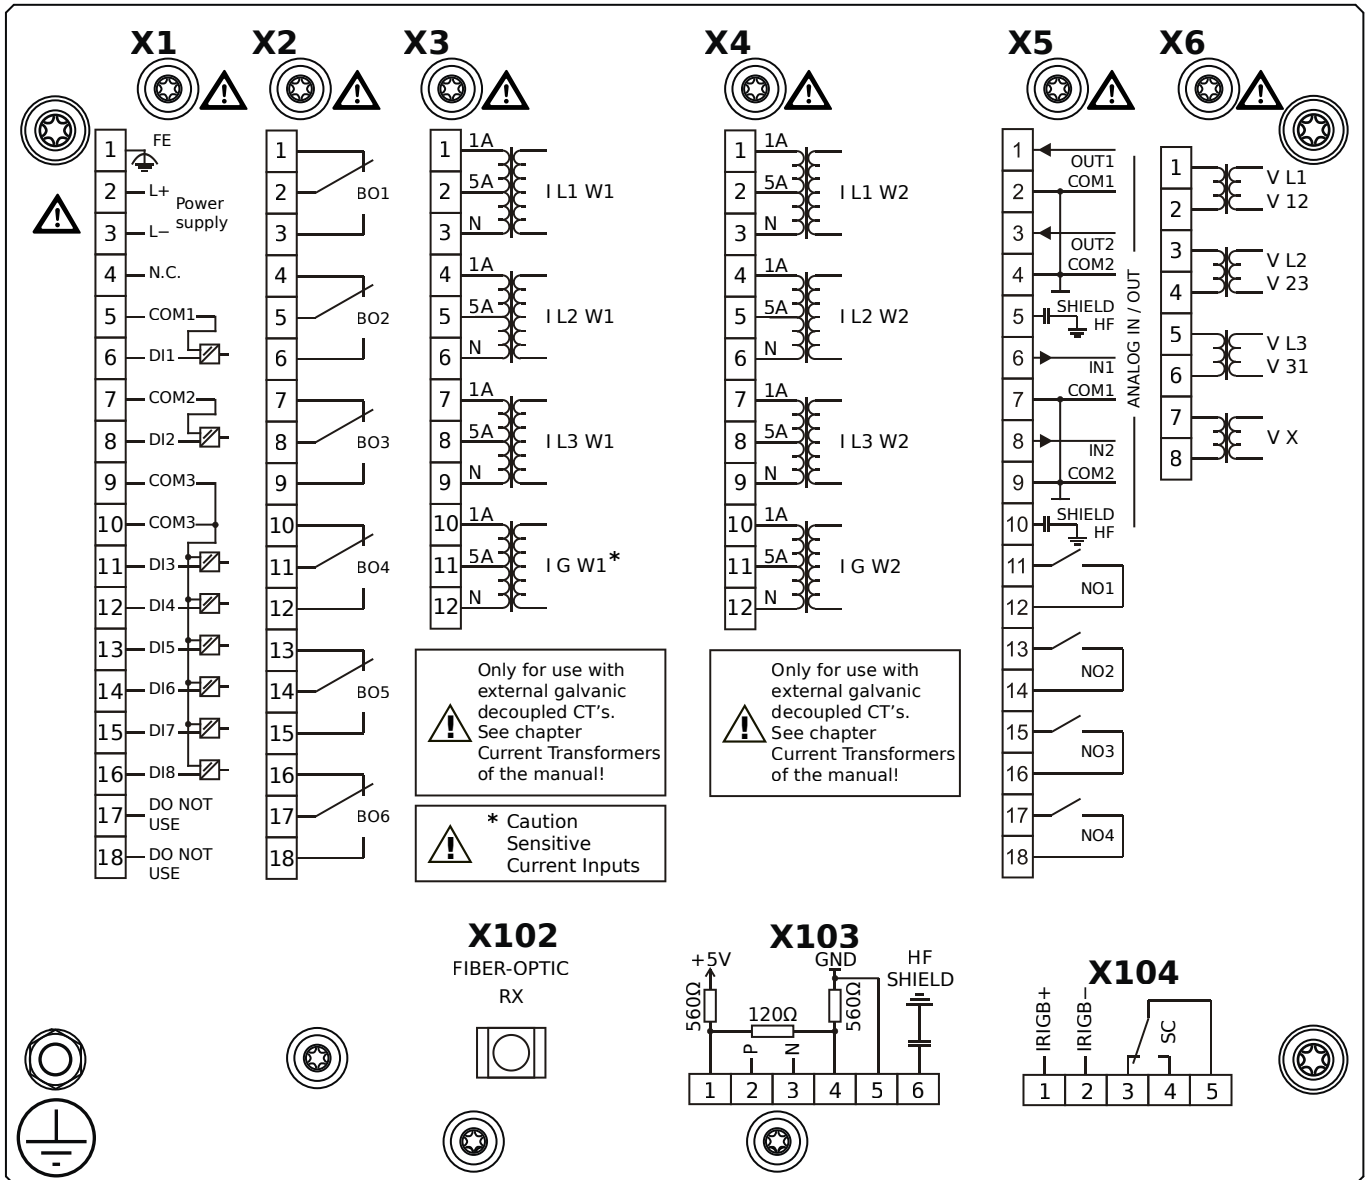 X1
X2
X3
X4
X5
X6
1
FE
2
L+
Power
supply
3
L−
4
N.C.
5
COM1
6
DI1
7
COM2
8
DI2
9
COM3
10
COM3
11
DI3
12
DI4
13
DI5
14
DI6
15
DI7
16
DI8
17
DO NOT
USE
18
DO NOT
USE
1
2
BO1
3
4
5
BO2
6
7
8
BO3
9
10
11
BO4
12
13
14
BO5
15
16
17
BO6
18
1
1A
2
5A
I L1 W1
3
N
4
1A
5
5A
I L2 W1
6
N
7
1A
8
5A
I L3 W1
9
N
10
1A
11
5A
I G W1*
12
N
Only for use with
external galvanic
decoupled CT's.
See chapter
Current Transformers
of the manual!
* Caution
Sensitive
Current Inputs
1
1A
2
5A
I L1 W2
3
N
4
1A
5
5A
I L2 W2
6
N
7
1A
8
5A
I L3 W2
9
N
10
1A
11
5A
I G W2
12
N
Only for use with
external galvanic
decoupled CT's.
See chapter
Current Transformers
of the manual!
1
OUT1
2
COM1
3
OUT2
4
COM2
5
SHIELD
HF
6
IN1
7
COM1
8
IN2
9
COM2
10
SHIELD
HF
ANALOG IN / OUT
11
NO1
12
13
NO2
14
15
NO3
16
17
NO4
18
1
V L1
2
V 12
3
V L2
4
V 23
5
V L3
6
V 31
7
V X
8
X102
FIBER-OPTIC
RX
X103
+5V
GND
HF
SHIELD
560Ω
120Ω
560Ω
P
N
1 2 3 4 5 6
X104
IRIGB+
IRIGB−
SC
1 2 3 4 5